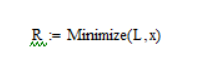 R := Minimize(L,x)